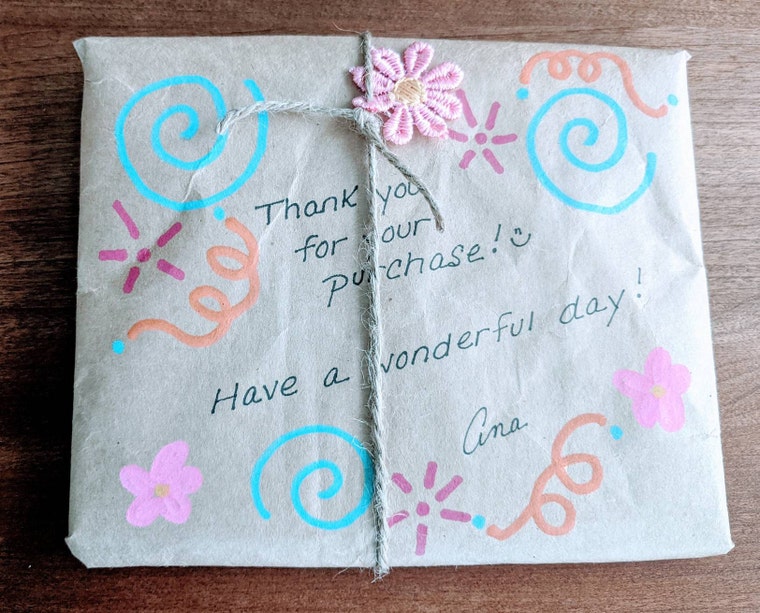 Thank you
for your
purchase!
Have a wonderful day!
Ana